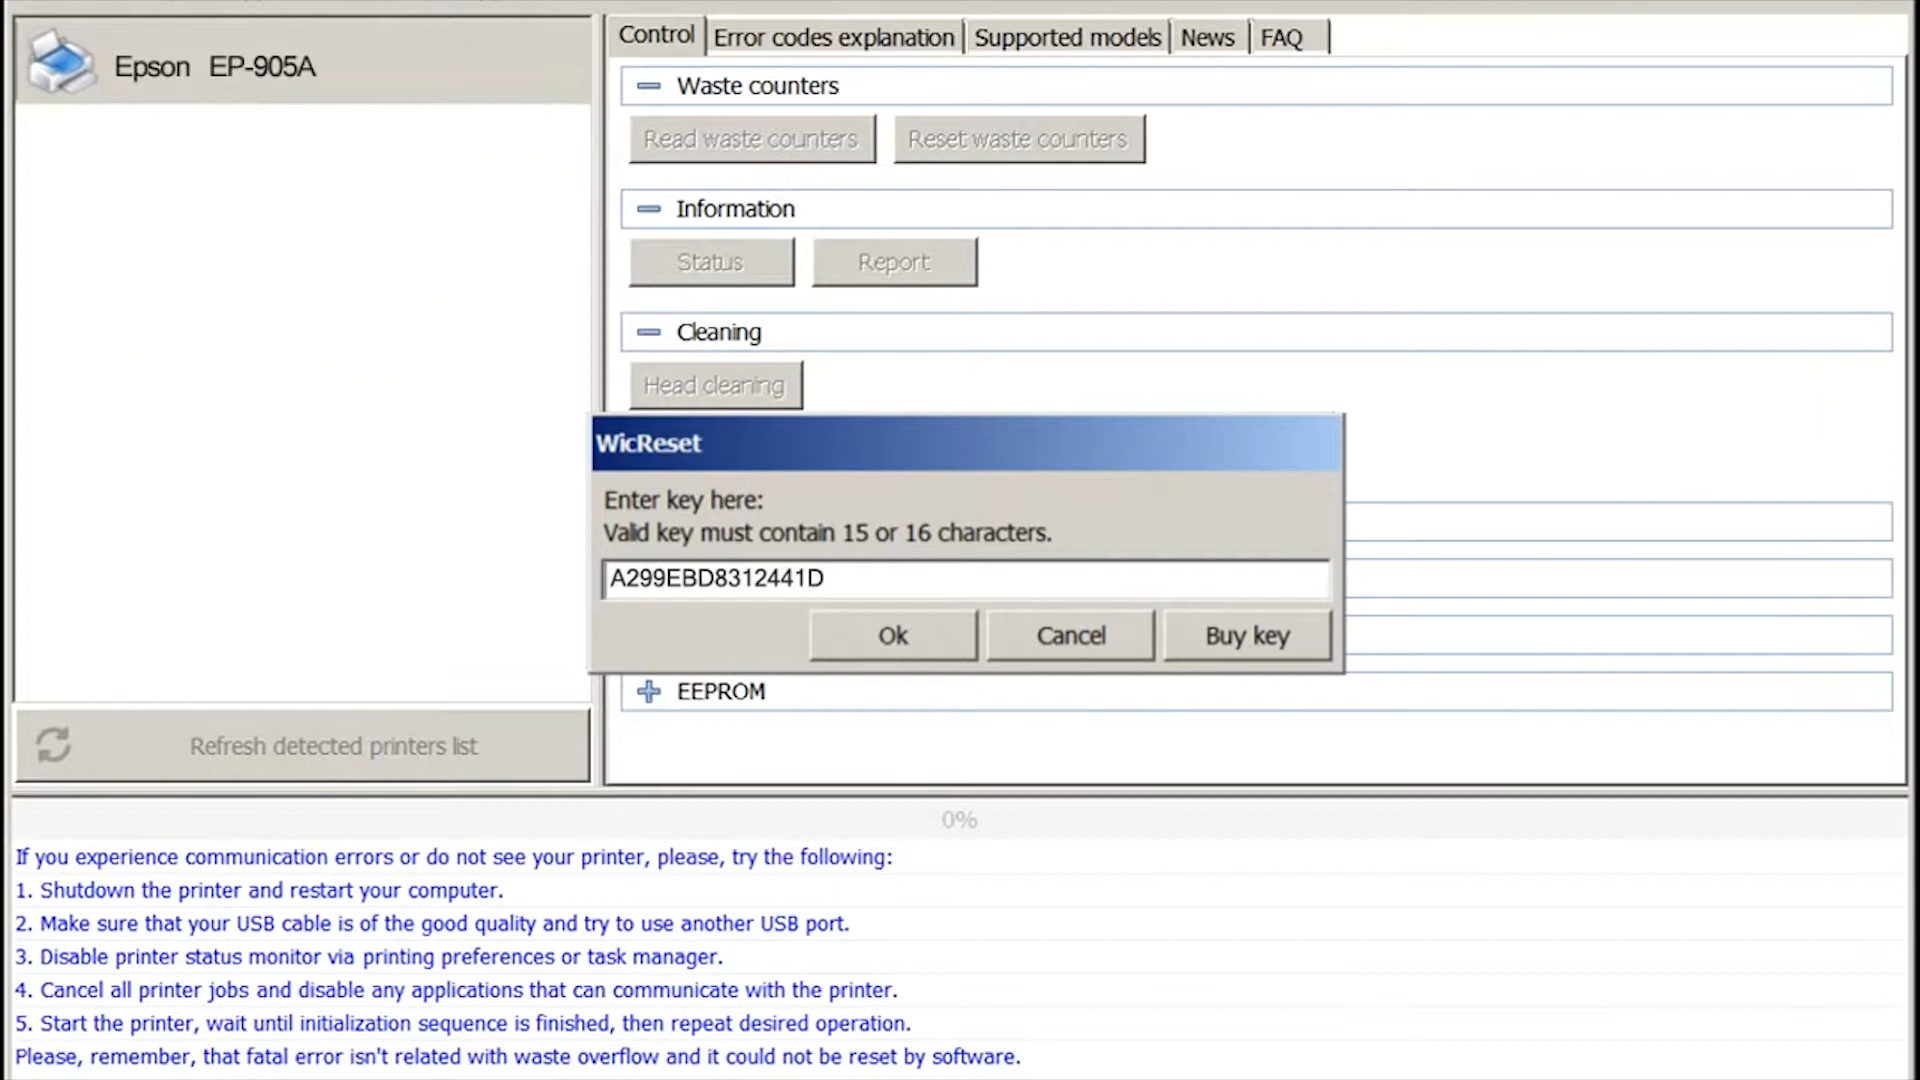 Epson EP-905A
Control
Error codes explanation
Supported models
News
FAQ
Waste counters
Read waste counters
Reset waste counters
Information
Status
Report
Cleaning
Head cleaning
WicReset
Enter key here:
Valid key must contain 15 or 16 characters.
A299EBD8312441D
Ok
Cancel
Buy key
EEPROM
Refresh detected printers list
0%
If you experience communication errors or do not see your printer, please, try the following:
1. Shutdown the printer and restart your computer.
2. Make sure that your USB cable is of the good quality and try to use another USB port.
3. Disable printer status monitor via printing preferences or task manager.
4. Cancel all printer jobs and disable any applications that can communicate with the printer.
5. Start the printer, wait until initialization sequence is finished, then repeat desired operation.
Please, remember, that fatal error isn't related with waste overflow and it could not be reset by software.